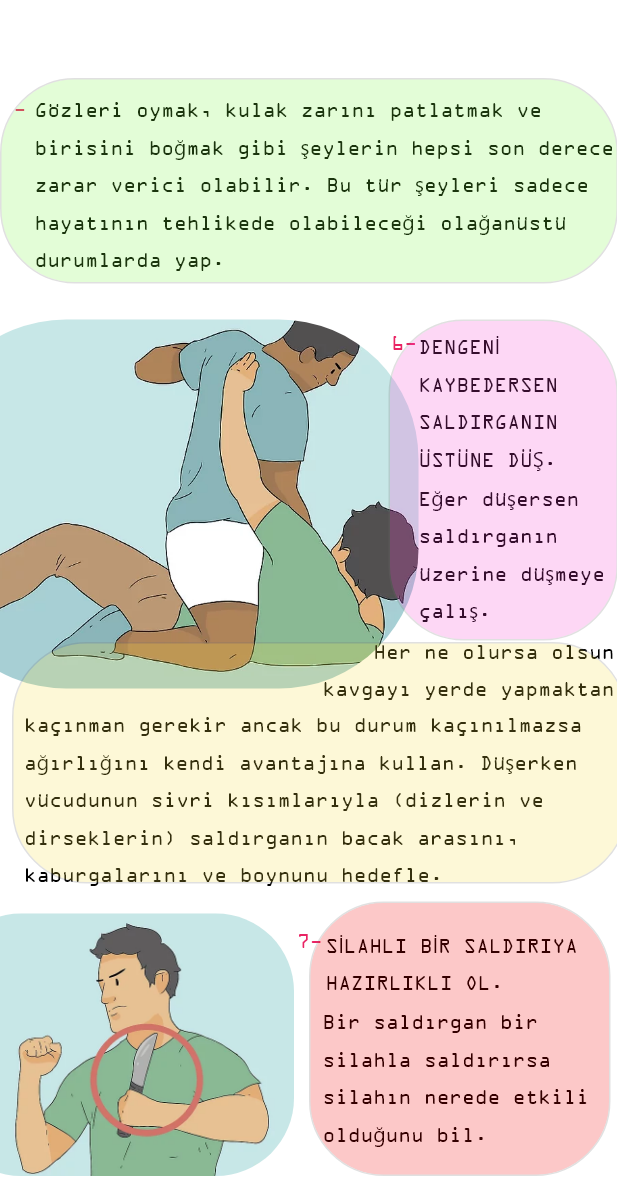 - Gözleri oymak, kulak zarını patlatmak ve
birisini boğmak gibi şeylerin hepsi son derece
zarar verici olabilir. Bu tür şeyleri sadece
hayatının tehlikede olabileceği olağanüstü
durumlarda yap.
6-DENGENİ
KAYBEDERSEN
SALDIRGANIN
ÜSTÜNE DÜŞ.
Eğer düşersen
saldırganın
üzerine düşmeye
çalış.
Her ne olursa olsun
kavgayı yerde yapmaktan
kaçınman gerekir ancak bu durum kaçınılmazsa
ağırlığını kendi avantajına kullan. Düşerken
vücudunun sivri kısımlarıyla (dizlerin ve
dirseklerin) saldırganın bacak arasını,
kaburgalarını ve boynunu hedefle.
7-SİLAHLI BİR SALDIRIYA
HAZIRLIKLI OL.
Bir saldırgan bir
silahla saldırırsa
silahın nerede etkili
olduğunu bil.